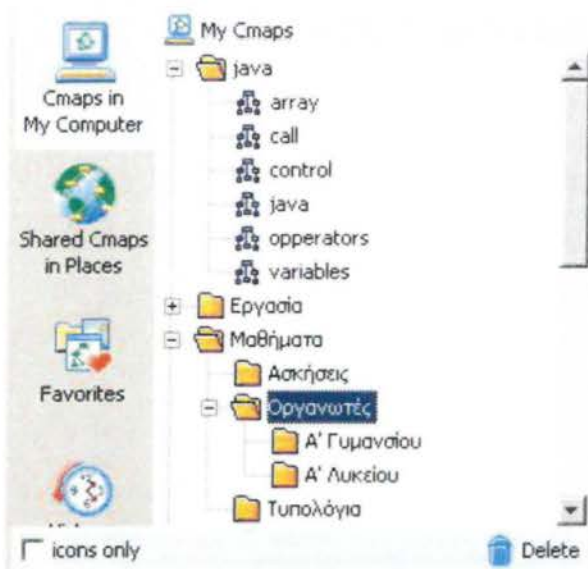 Cmaps in
My Computer
Shared Cmaps
in Places
Favorites
My Cmaps
java
array
call
control
java
opperators
variables
Εργασία
Μαθήματα
Ασκήσεις
Οργανωτές
Α' Γυμανσίου
Α' Λυκείου
Τυπολόγια
icons only
Delete